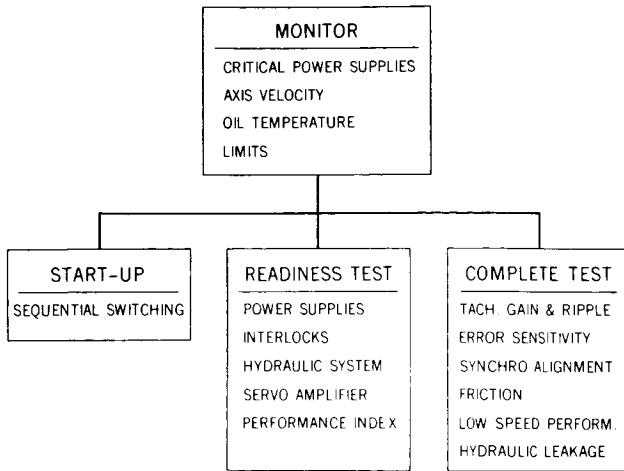 MONITOR
CRITICAL POWER SUPPLIES
AXIS VELOCITY
OIL TEMPERATURE
LIMITS
START-UP
SEQUENTIAL SWITCHING
READINESS TEST
POWER SUPPLIES
INTERLOCKS
HYDRAULIC SYSTEM
SERVO AMPLIFIER
PERFORMANCE INDEX
COMPLETE TEST
TACH. GAIN & RIPPLE
ERROR SENSITIVITY
SYNCHRO ALIGNMENT
FRICTION
LOW SPEED PERFORM.
HYDRAULIC LEAKAGE